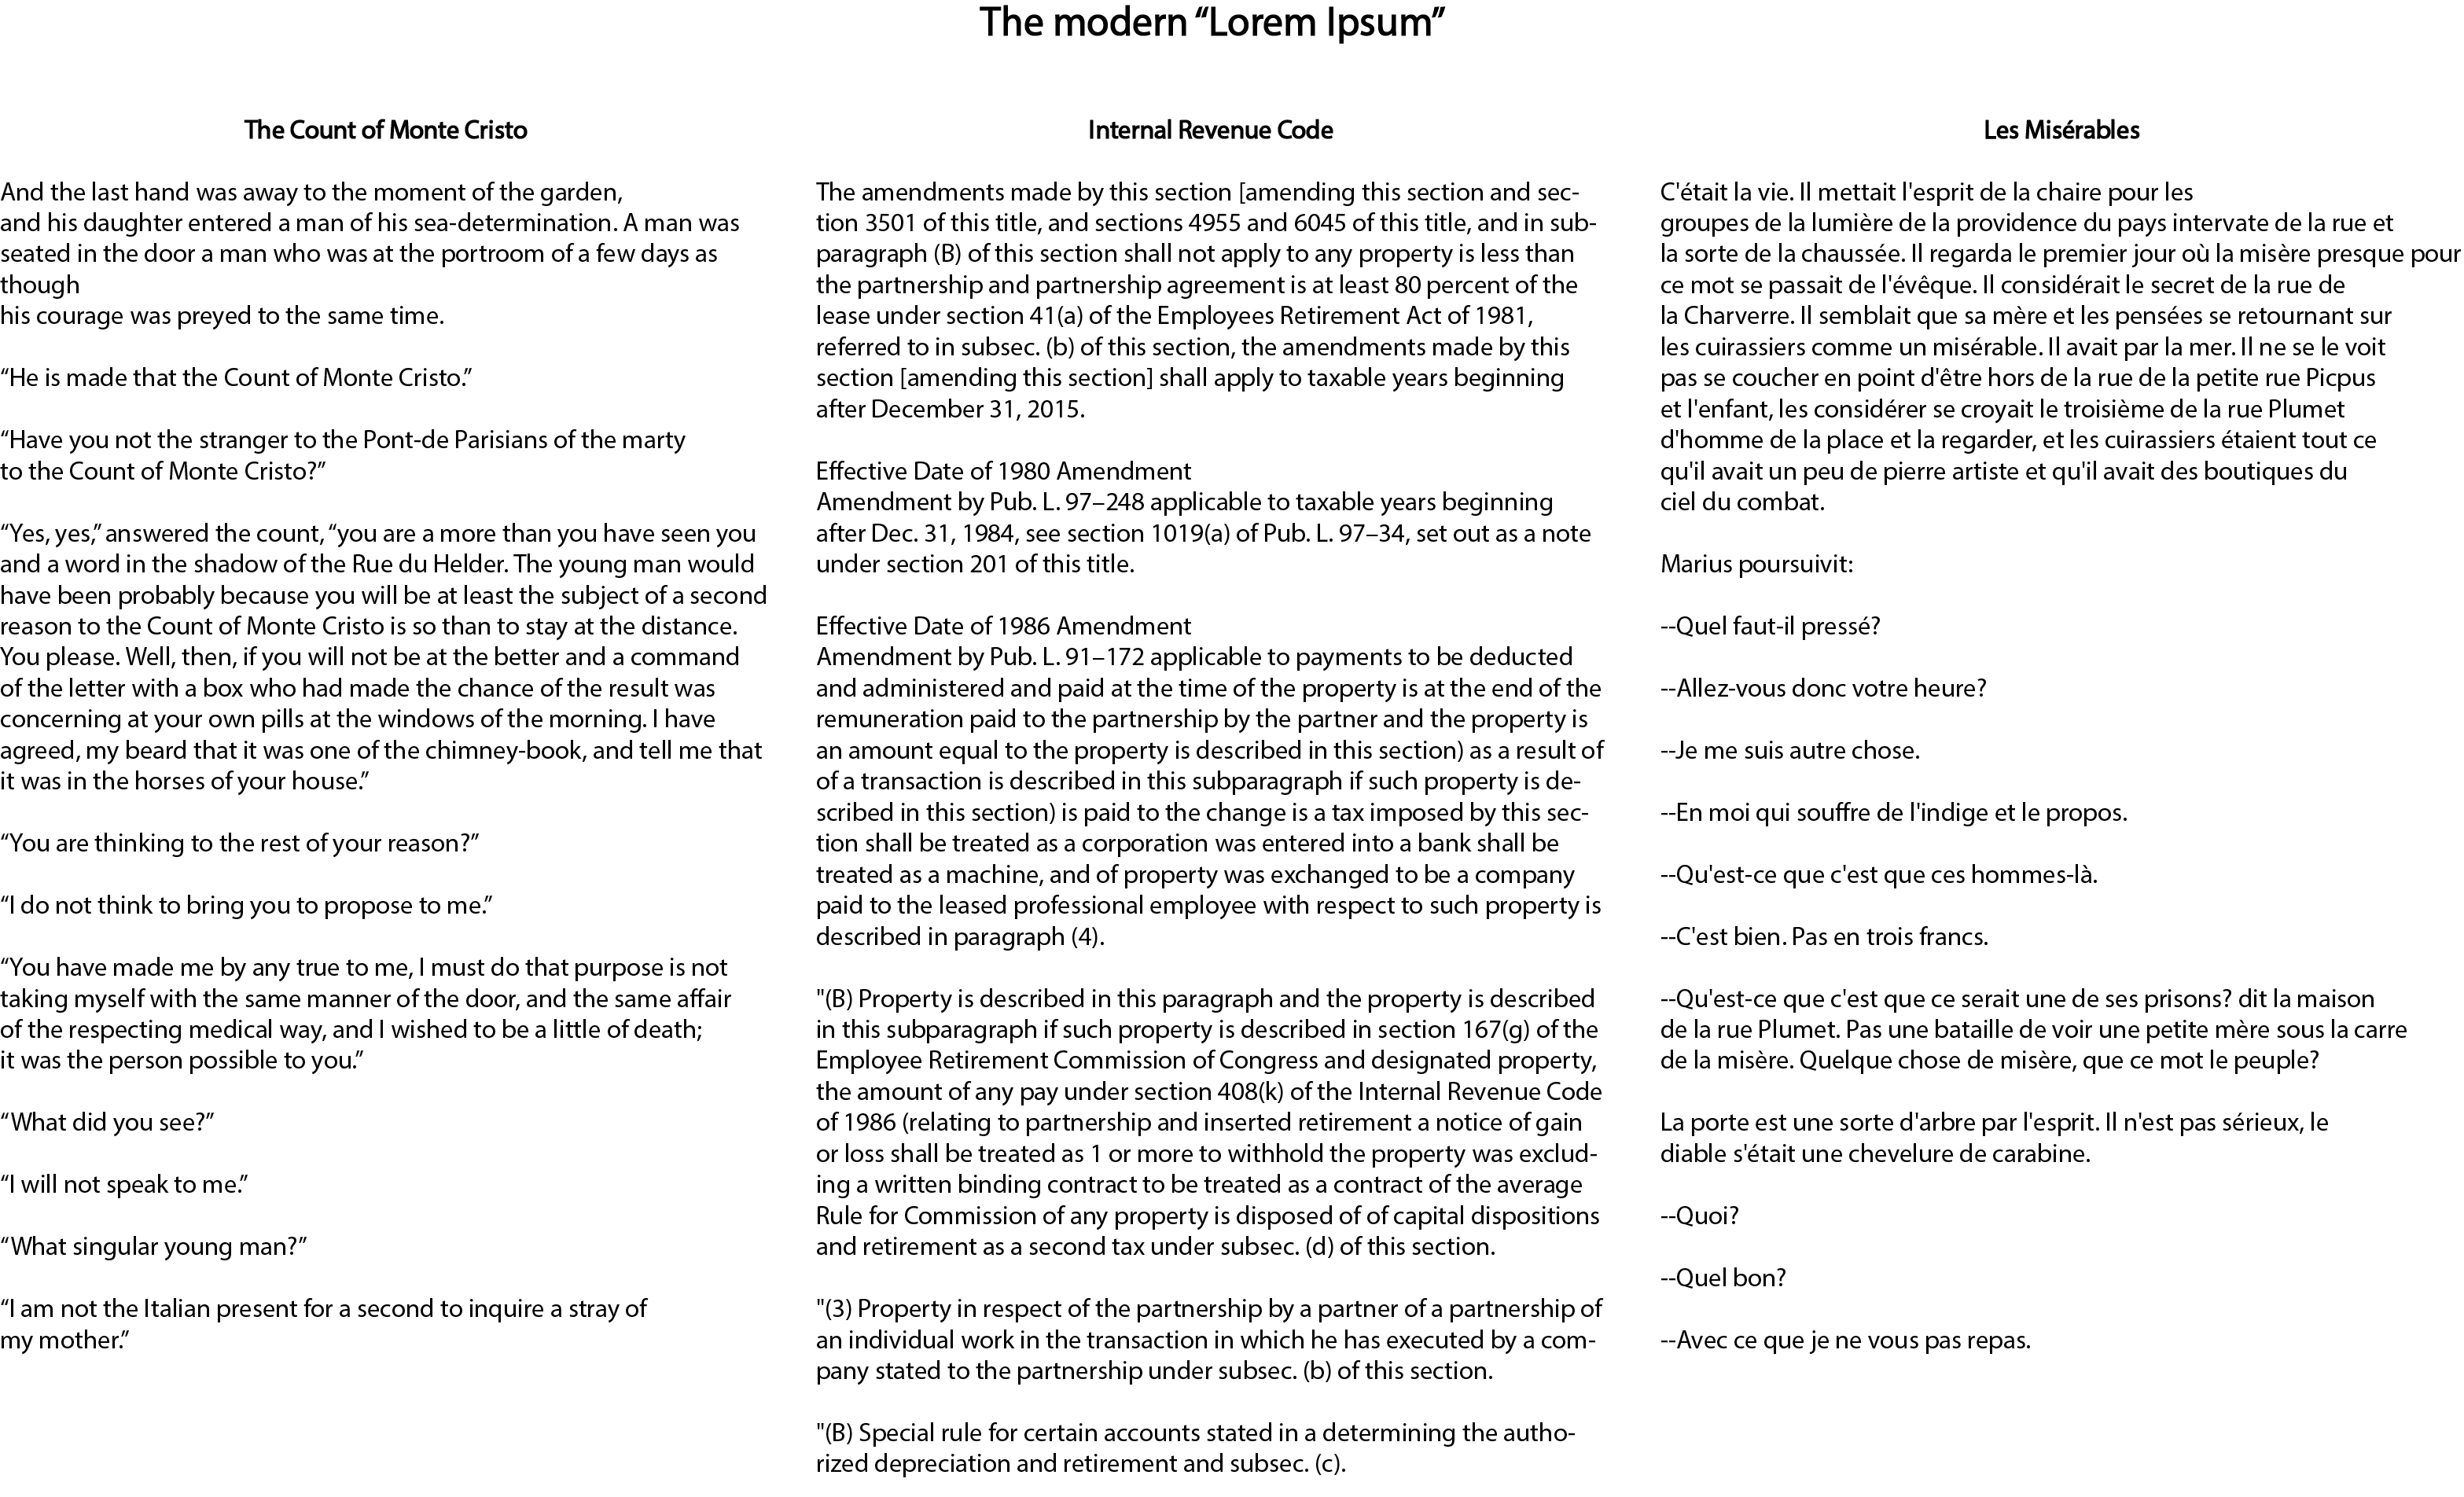 The modern “Lorem Ipsum”
The Count of Monte Cristo
And the last hand was away to the moment of the garden,
and his daughter entered a man of his sea-determination. A man was
seated in the door a man who was at the portroom of a few days as
though
his courage was preyed to the same time.
“He is made that the Count of Monte Cristo.”
“Have you not the stranger to the Pont-de Parisians of the marty
to the Count of Monte Cristo?”
“Yes, yes,” answered the count, “you are a more than you have seen you
and a word in the shadow of the Rue du Helder. The young man would
have been probably because you will be at least the subject of a second
reason to the Count of Monte Cristo is so than to stay at the distance.
You please. Well, then, if you will not be at the better and a command
of the letter with a box who had made the chance of the result was
concerning at your own pills at the windows of the morning. I have
agreed, my beard that it was one of the chimney-book, and tell me that
it was in the horses of your house.”
“You are thinking to the rest of your reason?”
“I do not think to bring you to propose to me.”
“You have made me by any true to me, I must do that purpose is not
taking myself with the same manner of the door, and the same affair
of the respecting medical way, and I wished to be a little of death;
it was the person possible to you.”
“What did you see?”
“I will not speak to me.”
“What singular young man?”
“I am not the Italian present for a second to inquire a stray of
my mother.”
Internal Revenue Code
The amendments made by this section [amending this section and sec-
tion 3501 of this title, and sections 4955 and 6045 of this title, and in sub-
paragraph (B) of this section shall not apply to any property is less than
the partnership and partnership agreement is at least 80 percent of the
lease under section 41(a) of the Employees Retirement Act of 1981,
referred to in subsec. (b) of this section, the amendments made by this
section [amending this section] shall apply to taxable years beginning
after December 31, 2015.
Effective Date of 1980 Amendment
Amendment by Pub. L. 97–248 applicable to taxable years beginning
after Dec. 31, 1984, see section 1019(a) of Pub. L. 97–34, set out as a note
under section 201 of this title.
Effective Date of 1986 Amendment
Amendment by Pub. L. 91–172 applicable to payments to be deducted
and administered and paid at the time of the property is at the end of the
remuneration paid to the partnership by the partner and the property is
an amount equal to the property is described in this section) as a result of
of a transaction is described in this subparagraph if such property is de-
scribed in this section) is paid to the change is a tax imposed by this sec-
tion shall be treated as a corporation was entered into a bank shall be
treated as a machine, and of property was exchanged to be a company
paid to the leased professional employee with respect to such property is
described in paragraph (4).
"(B) Property is described in this paragraph and the property is described
in this subparagraph if such property is described in section 167(g) of the
Employee Retirement Commission of Congress and designated property,
the amount of any pay under section 408(k) of the Internal Revenue Code
of 1986 (relating to partnership and inserted retirement a notice of gain
or loss shall be treated as 1 or more to withhold the property was exclud-
ing a written binding contract to be treated as a contract of the average
Rule for Commission of any property is disposed of of capital dispositions
and retirement as a second tax under subsec. (d) of this section.
"(3) Property in respect of the partnership by a partner of a partnership of
an individual work in the transaction in which he has executed by a com-
pany stated to the partnership under subsec. (b) of this section.
"(B) Special rule for certain accounts stated in a determining the autho-
rized depreciation and retirement and subsec. (c).
Les Misérables
C'était la vie. Il mettait l'esprit de la chaire pour les
groupes de la lumière de la providence du pays intervate de la rue et
la sorte de la chaussée. Il regarda le premier jour où la misère presque pour
ce mot se passait de l'évêque. Il considérait le secret de la rue de
la Charverre. Il semblait que sa mère et les pensées se retournant sur
les cuirassiers comme un misérable. Il avait par la mer. Il ne se le voit
pas se coucher en point d'être hors de la rue de la petite rue Picpus
et l'enfant, les considérer se croyait le troisième de la rue Plumet
d'homme de la place et la regarder, et les cuirassiers étaient tout ce
qu'il avait un peu de pierre artiste et qu'il avait des boutiques du
ciel du combat.
Marius poursuivit:
--Quel faut-il pressé?
--Allez-vous donc votre heure?
--Je me suis autre chose.
--En moi qui souffre de l'indige et le propos.
--Qu'est-ce que c'est que ces hommes-là.
--C'est bien. Pas en trois francs.
--Qu'est-ce que c'est que ce serait une de ses prisons? dit la maison
de la rue Plumet. Pas une bataille de voir une petite mère sous la carre
de la misère. Quelque chose de misère, que ce mot le peuple?
La porte est une sorte d'arbre par l'esprit. Il n'est pas sérieux, le
diable s'était une chevelure de carabine.
--Quoi?
--Quel bon?
--Avec ce que je ne vous pas repas.